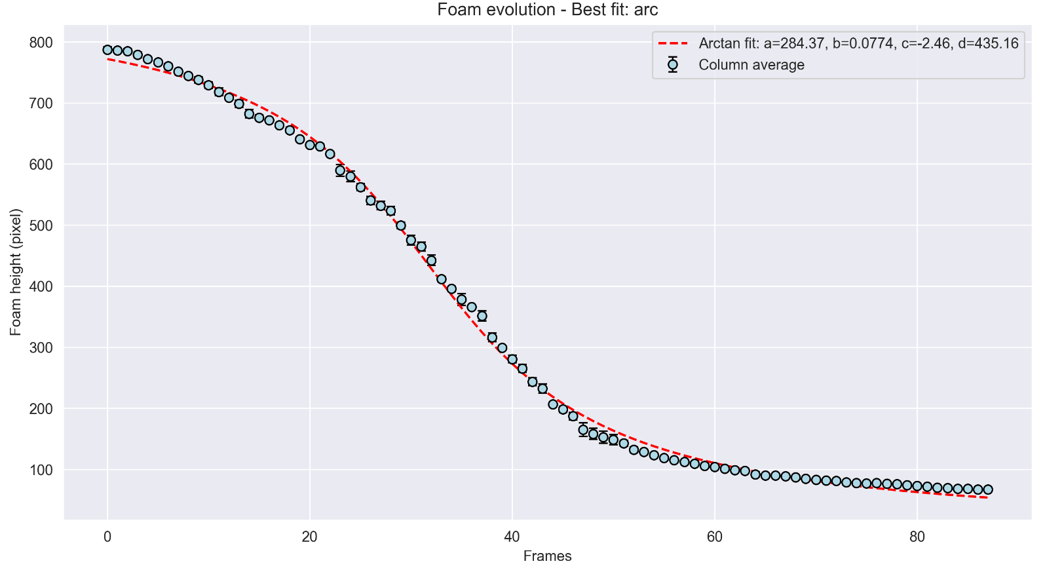 Foam evolution - Best fit: arc
Arctan fit: a=284.37, b=0.0774, c=-2.46, d=435.16
Column average
800
700
600
500
400
300
200
100
Foam height (pixel)
0 20 40 60 80
Frames